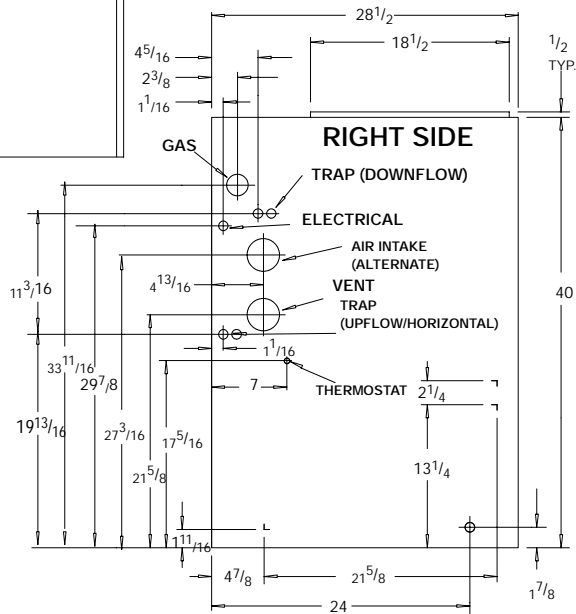 28 1/2
18 1/2
1/2
TYP.
4 5/16
2 3/8
1 1/16
RIGHT SIDE
GAS
TRAP (DOWNFLOW)
ELECTRICAL
AIR INTAKE
(ALTERNATE)
4 13/16
VENT
TRAP
(UPFLOW/HORIZONTAL)
40
11 3/16
1 1/16
33 11/16
29 7/8
7
THERMOSTAT
2 1/4
19 13/16
27 3/16
17 5/16
21 5/8
13 1/4
1 11/16
4 7/8
21 5/8
24
1 7/8